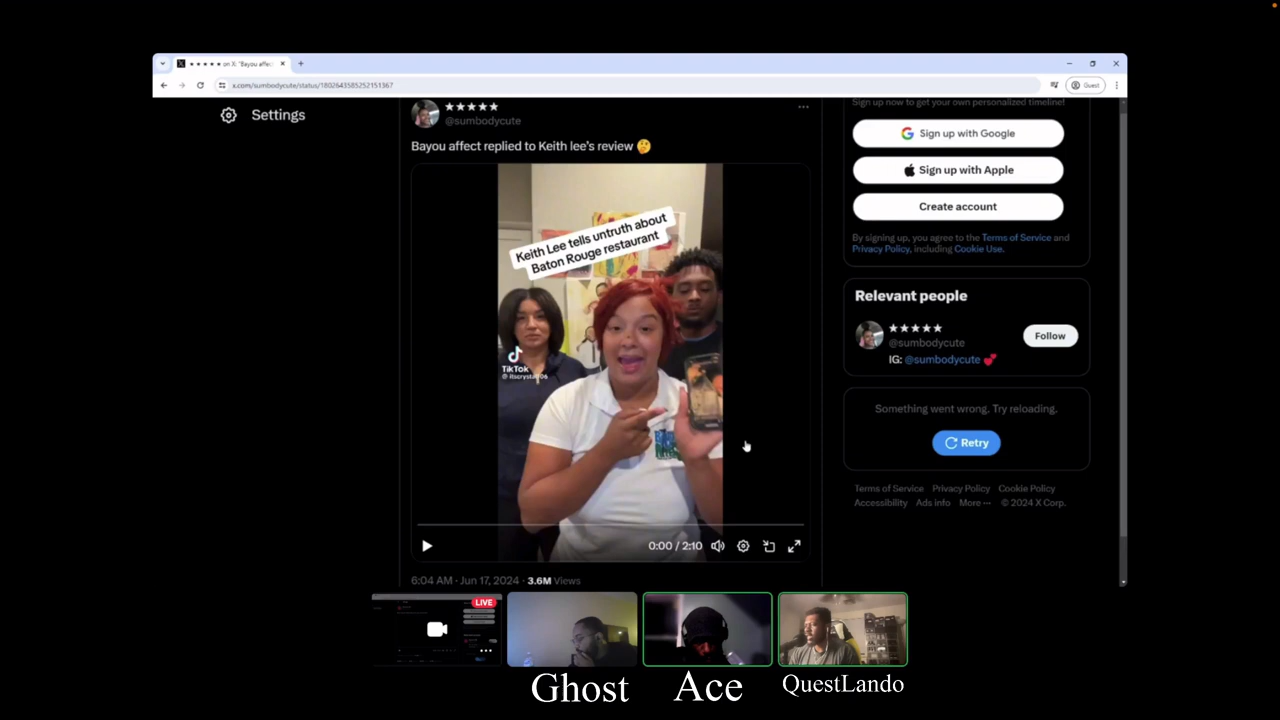 ★ ★ ★ ★ ★ on X: "Bayou affec
x.com/sumbodycute/status/1802643585252151367
Guest
Settings
★★★★★
@sumbodycute
Bayou affect replied to Keith lee's review 🤔
Keith Lee tells untruth about
Baton Rouge restaurant
TikTok
0:00 / 2:10
6:04 AM · Jun 17, 2024 · 3.6M Views
Sign up now to get your own personalized timeline!
Sign up with Google
Sign up with Apple
Create account
By signing up, you agree to the Terms of Service and
Privacy Policy, including Cookie Use.
Relevant people
★★★★★
@sumbodycute
Follow
IG: @sumbodycute 💕
Something went wrong. Try reloading.
Retry
Terms of Service Privacy Policy Cookie Policy
Accessibility Ads info More ··· © 2024 X Corp.
LIVE
Ghost
Ace
QuestLando